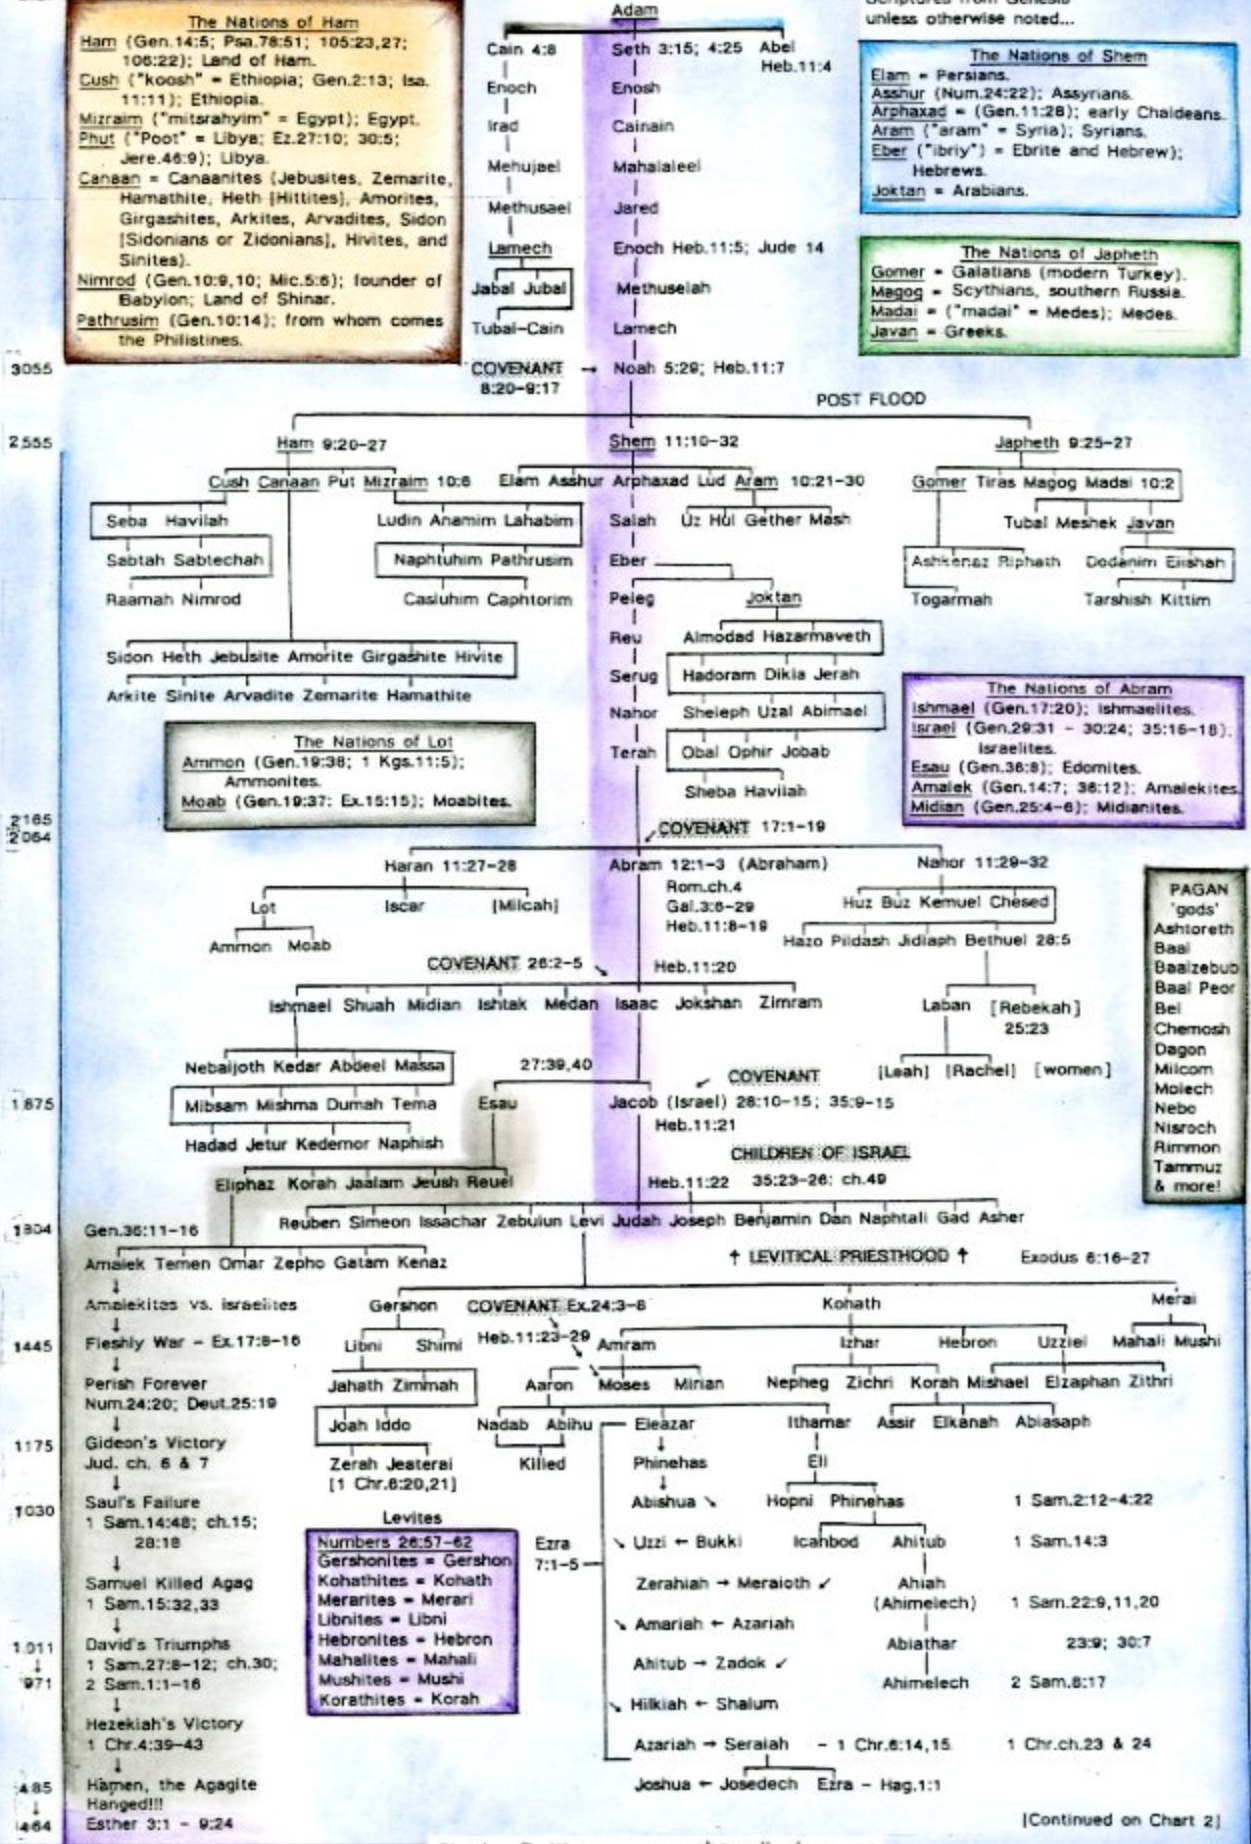 The Nations of Ham
Ham (Gen.14:5; Psa.78:51; 105:23,27;
106:22); Land of Ham.
Cush ("koosh" = Ethiopia; Gen.2:13; Isa.
11:11); Ethiopia.
Mizraim ("mitsrahyim" = Egypt); Egypt.
Phut ("Poot" = Libya; Ez.27:10; 30:5;
Jere.46:9); Libya.
Canaan = Canaanites (Jebusites, Zemarite,
Hamathite, Heth [Hittites], Amorites,
Girgashites, Arkites, Arvadites, Sidon
[Sidonians or Zidonians], Hivites, and
Sinites).
Nimrod (Gen.10:9,10; Mic.5:6); founder of
Babylon; Land of Shinar.
Pathrusim (Gen.10:14); from whom comes
the Philistines.
Adam
Cain 4:8 Seth 3:15; 4:25 Abel
Heb.11:4
Enoch Enosh
Irad Cainain
Mehujael Mahalaleel
Methusael Jared
Lamech Enoch Heb.11:5; Jude 14
Jabal Jubal Methuselah
Tubal-Cain Lamech
unless otherwise noted...
The Nations of Shem
Elam = Persians.
Asshur (Num.24:22); Assyrians.
Arphaxad = (Gen.11:28); early Chaldeans.
Aram ("aram" = Syria); Syrians.
Eber ("ibriy") = Ebrite and Hebrew);
Hebrews.
Joktan = Arabians.
The Nations of Japheth
Gomer = Galatians (modern Turkey).
Magog = Scythians, southern Russia.
Madai = ("madai" = Medes); Medes.
Javan = Greeks.
3055 COVENANT → Noah 5:29; Heb.11:7
8:20-9:17
POST FLOOD
2555 Ham 9:20-27 Shem 11:10-32 Japheth 9:25-27
Cush Canaan Put Mizraim 10:6 Elam Asshur Arphaxad Lud Aram 10:21-30 Gomer Tiras Magog Madai 10:2
Seba Havilah Ludin Anamim Lahabim Salah Uz Hul Gether Mash Tubal Meshek Javan
Sabtah Sabtechah Naphtuhim Pathrusim Eber Ashkenaz Riphath Dodanim Elishah
Raamah Nimrod Casluhim Caphtorim Peleg Joktan Togarmah Tarshish Kittim
Reu Almodad Hazarmaveth
Sidon Heth Jebusite Amorite Girgashite Hivite
Serug Hadoram Dikla Jerah
Arkite Sinite Arvadite Zemarite Hamathite
Nahor Sheleph Uzal Abimael
Terah Obal Ophir Jobab
Sheba Havilah
The Nations of Lot
Ammon (Gen.19:38; 1 Kgs.11:5);
Ammonites.
Moab (Gen.19:37; Ex.15:15); Moabites.
The Nations of Abram
Ishmael (Gen.17:20); Ishmaelites.
Israel (Gen.29:31 - 30:24; 35:16-18);
Israelites.
Esau (Gen.36:8); Edomites.
Amalek (Gen.14:7; 36:12); Amalekites.
Midian (Gen.25:4-6); Midianites.
2165
2064
COVENANT 17:1-19
Haran 11:27-28 Abram 12:1-3 (Abraham) Nahor 11:29-32
Rom.ch.4
Gal.3:6-29
Heb.11:8-19
Lot Iscar [Milcah] Huz Buz Kemuel Chesed
Ammon Moab Hazo Pildash Jidlaph Bethuel 28:5
COVENANT 26:2-5 Heb.11:20
Ishmael Shuah Midian Ishtak Medan Isaac Jokshan Zimram Laban [Rebekah]
25:23
Nebaijoth Kedar Abdeel Massa 27:39,40 COVENANT [Leah] [Rachel] [women]
1875 Mibsam Mishma Dumah Tema Esau Jacob (Israel) 28:10-15; 35:9-15
Heb.11:21
Hadad Jetur Kedemor Naphish
CHILDREN OF ISRAEL
Eliphaz Korah Jaalam Jeush Reuel Heb.11:22 35:23-26; ch.49
PAGAN
'gods'
Ashtoreth
Baal
Baalzebub
Baal Peor
Bel
Chemosh
Dagon
Milcom
Molech
Nebo
Nisroch
Rimmon
Tammuz
& more!
1804 Gen.36:11-16 Reuben Simeon Issachar Zebulun Levi Judah Joseph Benjamin Dan Naphtali Gad Asher
Amalek Temen Omar Zepho Gatam Kenaz ↑ LEVITICAL PRIESTHOOD ↑ Exodus 6:16-27
↓
Amalekites vs. Israelites
↓
1445 Fleshly War - Ex.17:8-16
↓
Perish Forever
Num.24:20; Deut.25:19
↓
1175 Gideon's Victory
Jud. ch. 6 & 7
↓
1030 Saul's Failure
1 Sam.14:48; ch.15;
28:18
↓
Samuel Killed Agag
1 Sam.15:32,33
↓
1011 David's Triumphs
↓ 1 Sam.27:8-12; ch.30;
971 2 Sam.1:1-16
↓
Hezekiah's Victory
1 Chr.4:39-43
↓
485 Hamen, the Agagite
↓ Hanged!!!
464 Esther 3:1 - 9:24
Gershon COVENANT Ex.24:3-8 Kohath Merai
Heb.11:23-29
Libni Shimi Amram Izhar Hebron Uzziel Mahali Mushi
Jahath Zimmah Aaron Moses Mirian Nepheg Zichri Korah Mishael Elzaphan Zithri
Joah Iddo Nadab Abihu Eleazar Ithamar Assir Elkanah Abiasaph
Zerah Jeaterai Killed Phinehas Eli
[1 Chr.6:20,21]
Abishua ↘ Hopni Phinehas 1 Sam.2:12-4:22
Levites
Numbers 26:57-62
Gershonites = Gershon
Kohathites = Kohath
Merarites = Merari
Libnites = Libni
Hebronites = Hebron
Mahalites = Mahali
Mushites = Mushi
Korathites = Korah
Ezra
7:1-5
↘ Uzzi ← Bukki Icahbod Ahitub 1 Sam.14:3
Zerahiah → Meraioth ↙ Ahiah
(Ahimelech) 1 Sam.22:9,11,20
↘ Amariah ← Azariah
Abiathar 23:9; 30:7
Ahitub → Zadok ↙
Ahimelech 2 Sam.8:17
↘ Hilkiah ← Shalum
Azariah → Seraiah - 1 Chr.6:14,15 1 Chr.ch.23 & 24
Joshua ← Josedech Ezra - Hag.1:1
[Continued on Chart 2]